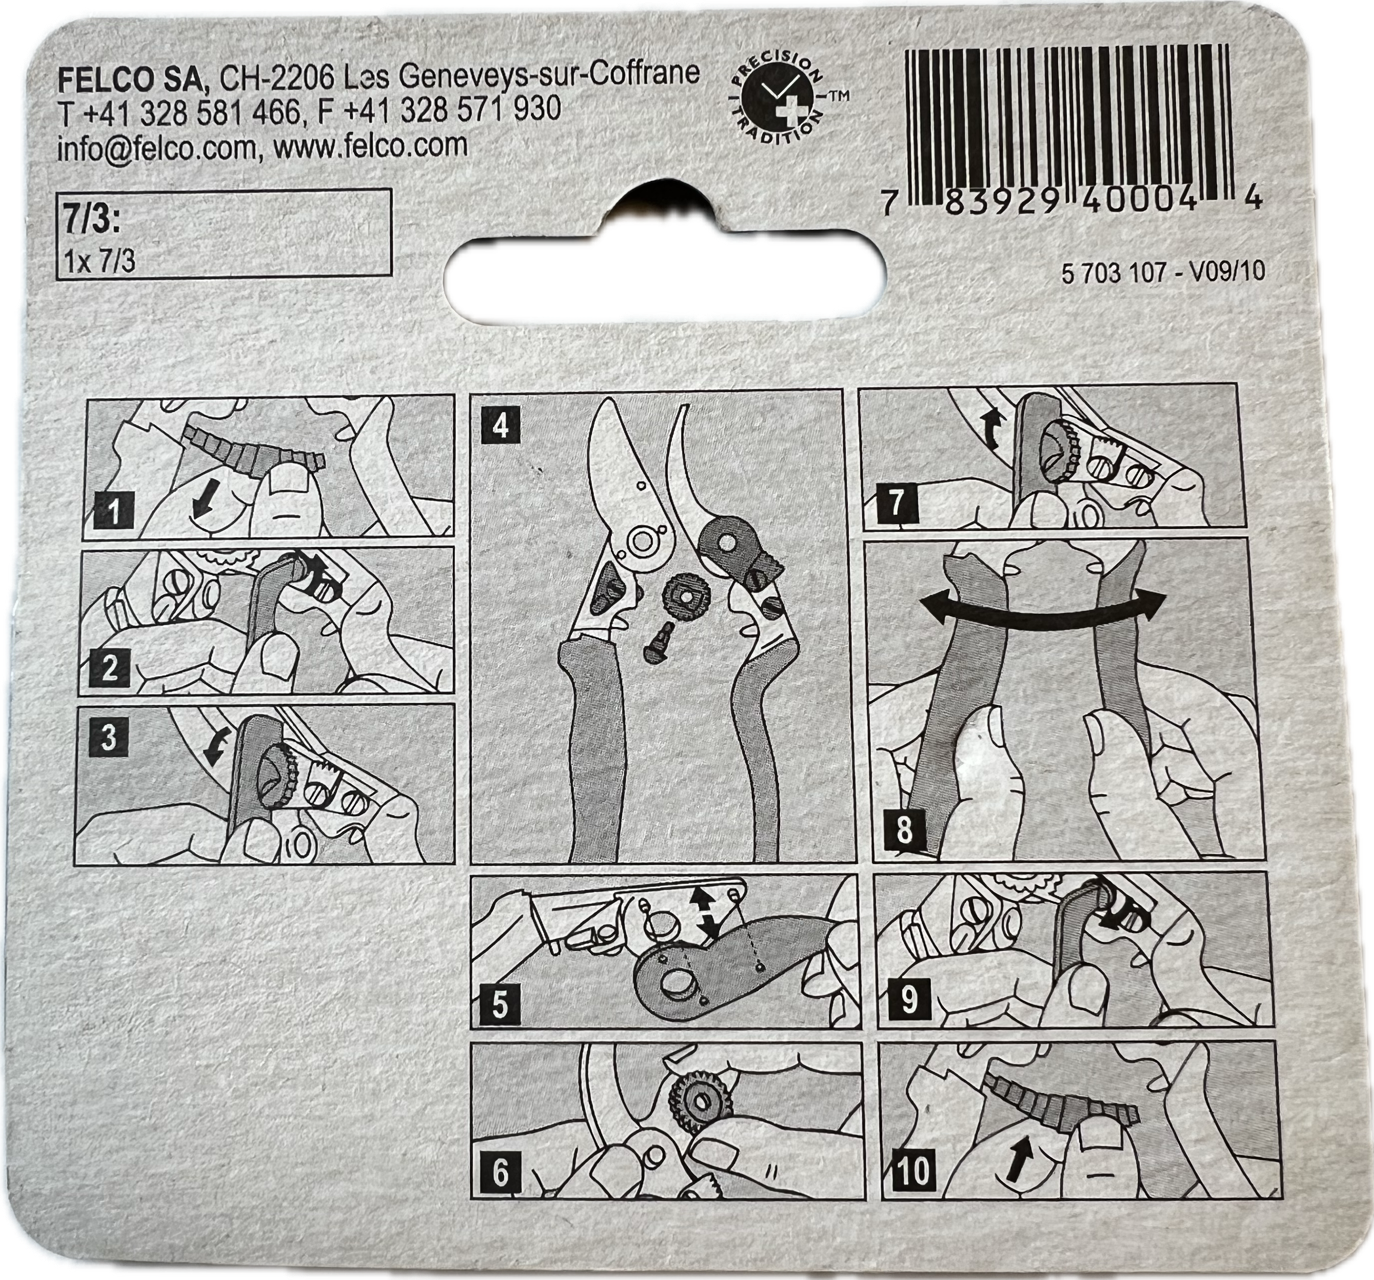 FELCO SA, CH-2206 Les Geneveys-sur-Coffrane
T +41 328 581 466, F +41 328 571 930
info@felco.com, www.felco.com
PRECISION
TRADITION
TM
7 83929 40004 4
7/3:
1x 7/3
5 703 107 - V09/10
1
2
3
4
5
6
7
8
9
10